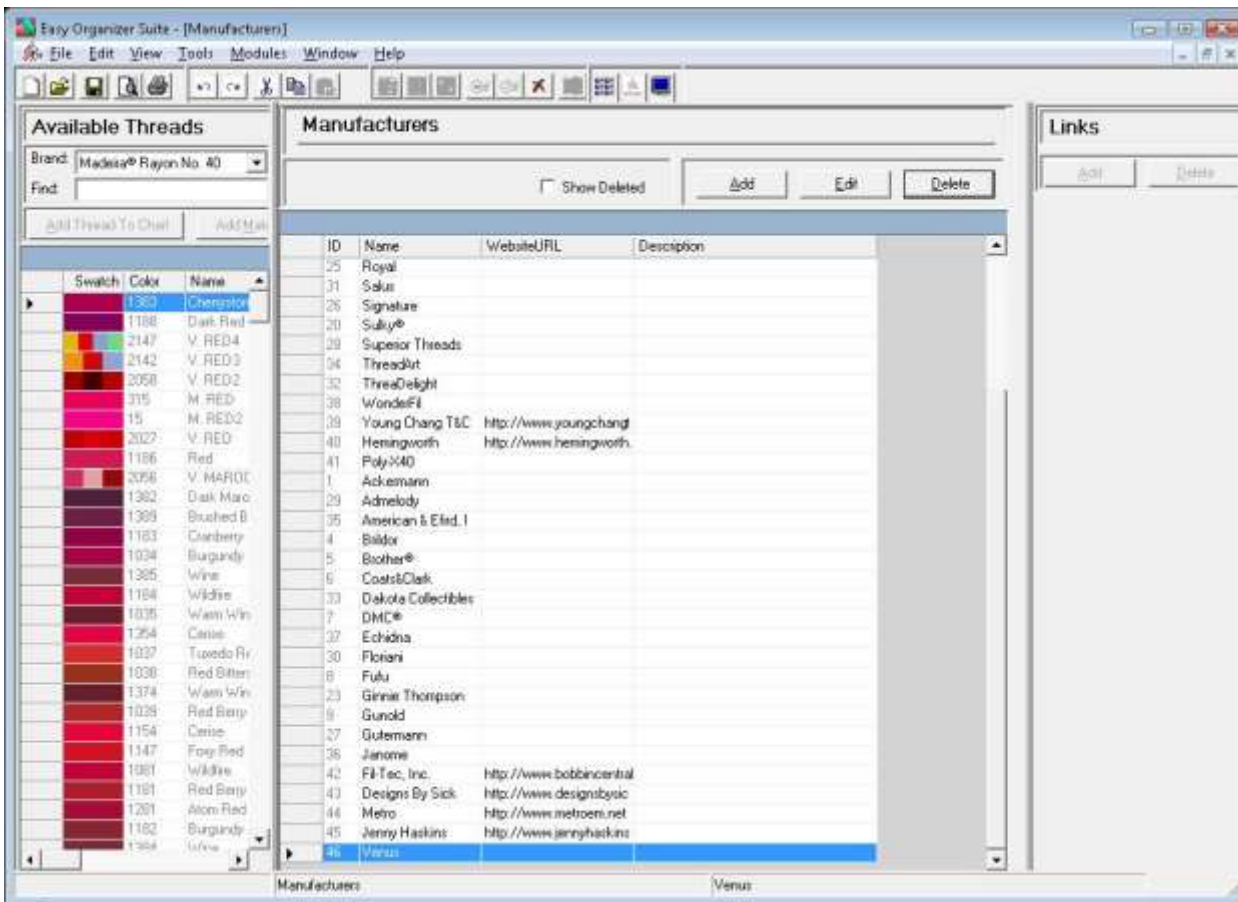 Easy Organizer Suite - [Manufacturers]
File Edit View Tools Modules Window Help
Available Threads
Brand: Madeira® Rayon No. 40
Find:
Add Thread To Chart
Swatch Color Name
1383
1188 Dark Red
2147 V. RED4
2142 V. RED3
2058 V. RED2
315 M. RED
15 M. RED2
2027 V. RED
1186 Red
2056 V. MAROO
1382 Dark Maro
1389 Brushed B
1183 Cranberry
1034 Burgundy
1385 Wine
1184 Wildfire
1035 Warm Win
1354 Cerise
1037 Tuxedo Re
1038 Red Bitter
1374 Warm Win
1039 Red Berry
1154 Cerise
1147 Foxy Red
1081 Wildfire
1181 Red Berry
1281 Atom Red
1182 Burgundy
1384 Wine
Manufacturers
Show Deleted Add Edit Delete
ID Name WebsiteURL Description
25 Royal
31 Salus
26 Signature
20 Sulky®
Superior Threads
34 ThreadArt
32 ThreaDelight
38 WonderFil
39 Young Chang T&C http://www.youngchangt
40 Hemingworth http://www.hemingworth.
41 Poly-X40
1 Ackermann
29 Admelody
35 American & Efird, I
4 Brildor
5 Brother®
6 Coats&Clark
33 Dakota Collectibles
7 DMC®
37 Echidna
30 Floriani
8 Fufu
23 Ginnie Thompson
9 Gunold
27 Gutermann
36 Janome
42 Fil-Tec, Inc. http://www.bobbincentral
43 Designs By Sick http://www.designsbysic
44 Metro http://www.metroem.net
45 Jenny Haskins http://www.jennyhaskins
46 Venus
Links
Add Delete
Manufacturers Venus